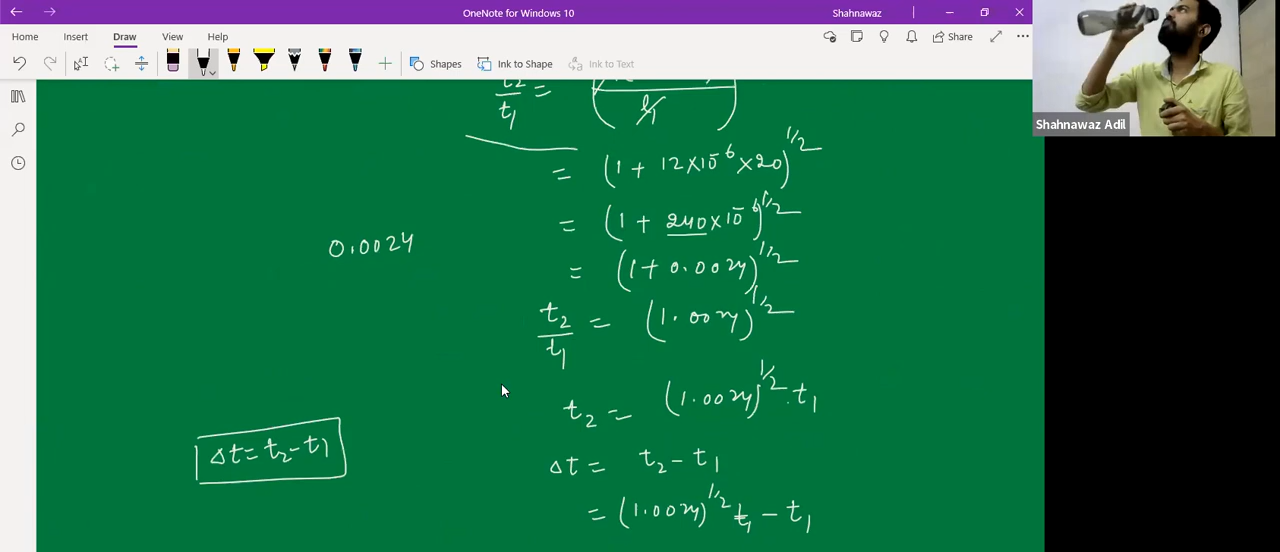 OneNote for Windows 10
Shahnawaz
Home Insert Draw View Help
Share
Shapes Ink to Shape Ink to Text
Shahnawaz Adil
t₂/t₁ =
= (1 + 12×10⁻⁶ ×20)^1/2
= (1 + 240×10⁻⁶)^1/2
0.0024
= (1 + 0.0024)^1/2
t₂/t₁ = (1.0024)^1/2
t₂ = (1.0024)^1/2 . t₁
Δt = t₂ - t₁
Δt = t₂ - t₁
= (1.0024)^1/2 t₁ - t₁